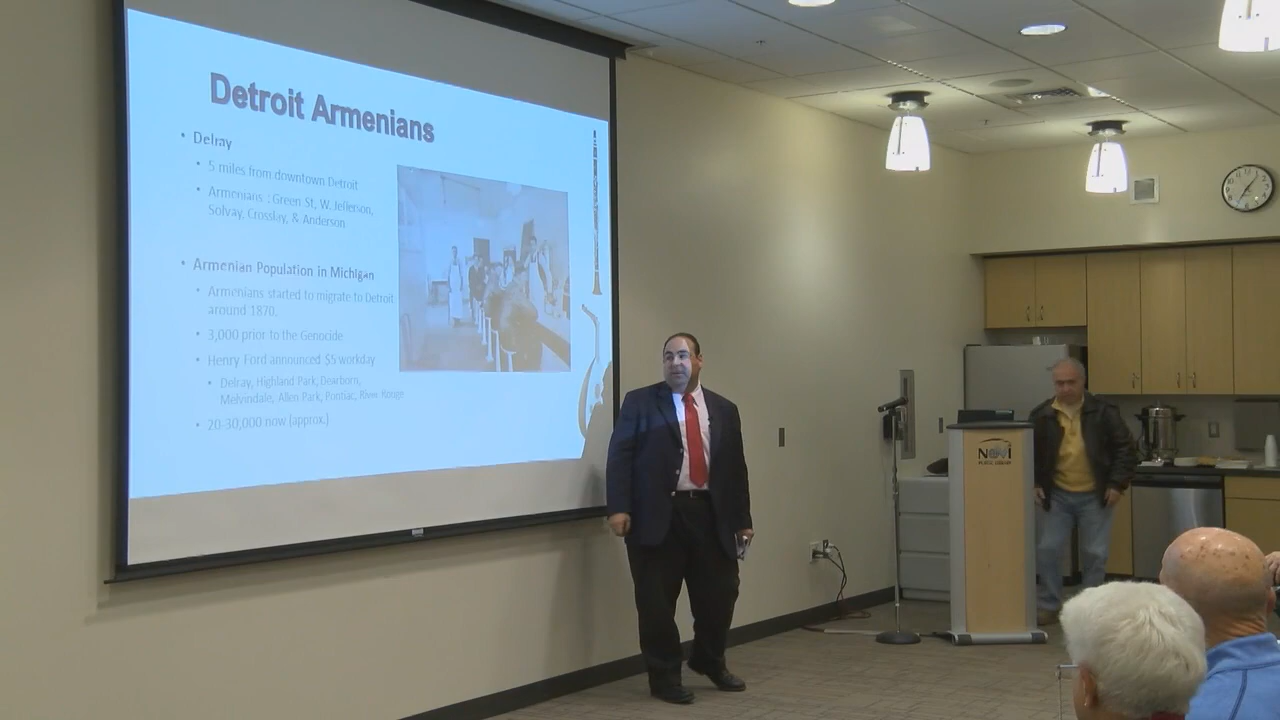 Detroit Armenians
• Delray
• 5 miles from downtown Detroit
• Armenians : Green St, W. Jefferson,
Solvay, Crossley, & Anderson
• Armenian Population in Michigan
• Armenians started to migrate to Detroit
around 1870.
• 3,000 prior to the Genocide
• Henry Ford announced $5 workday
• Delray, Highland Park, Dearborn,
Melvindale, Allen Park, Pontiac, River Rouge
• 20-30,000 now (approx.)
NOVI
PUBLIC LIBRARY